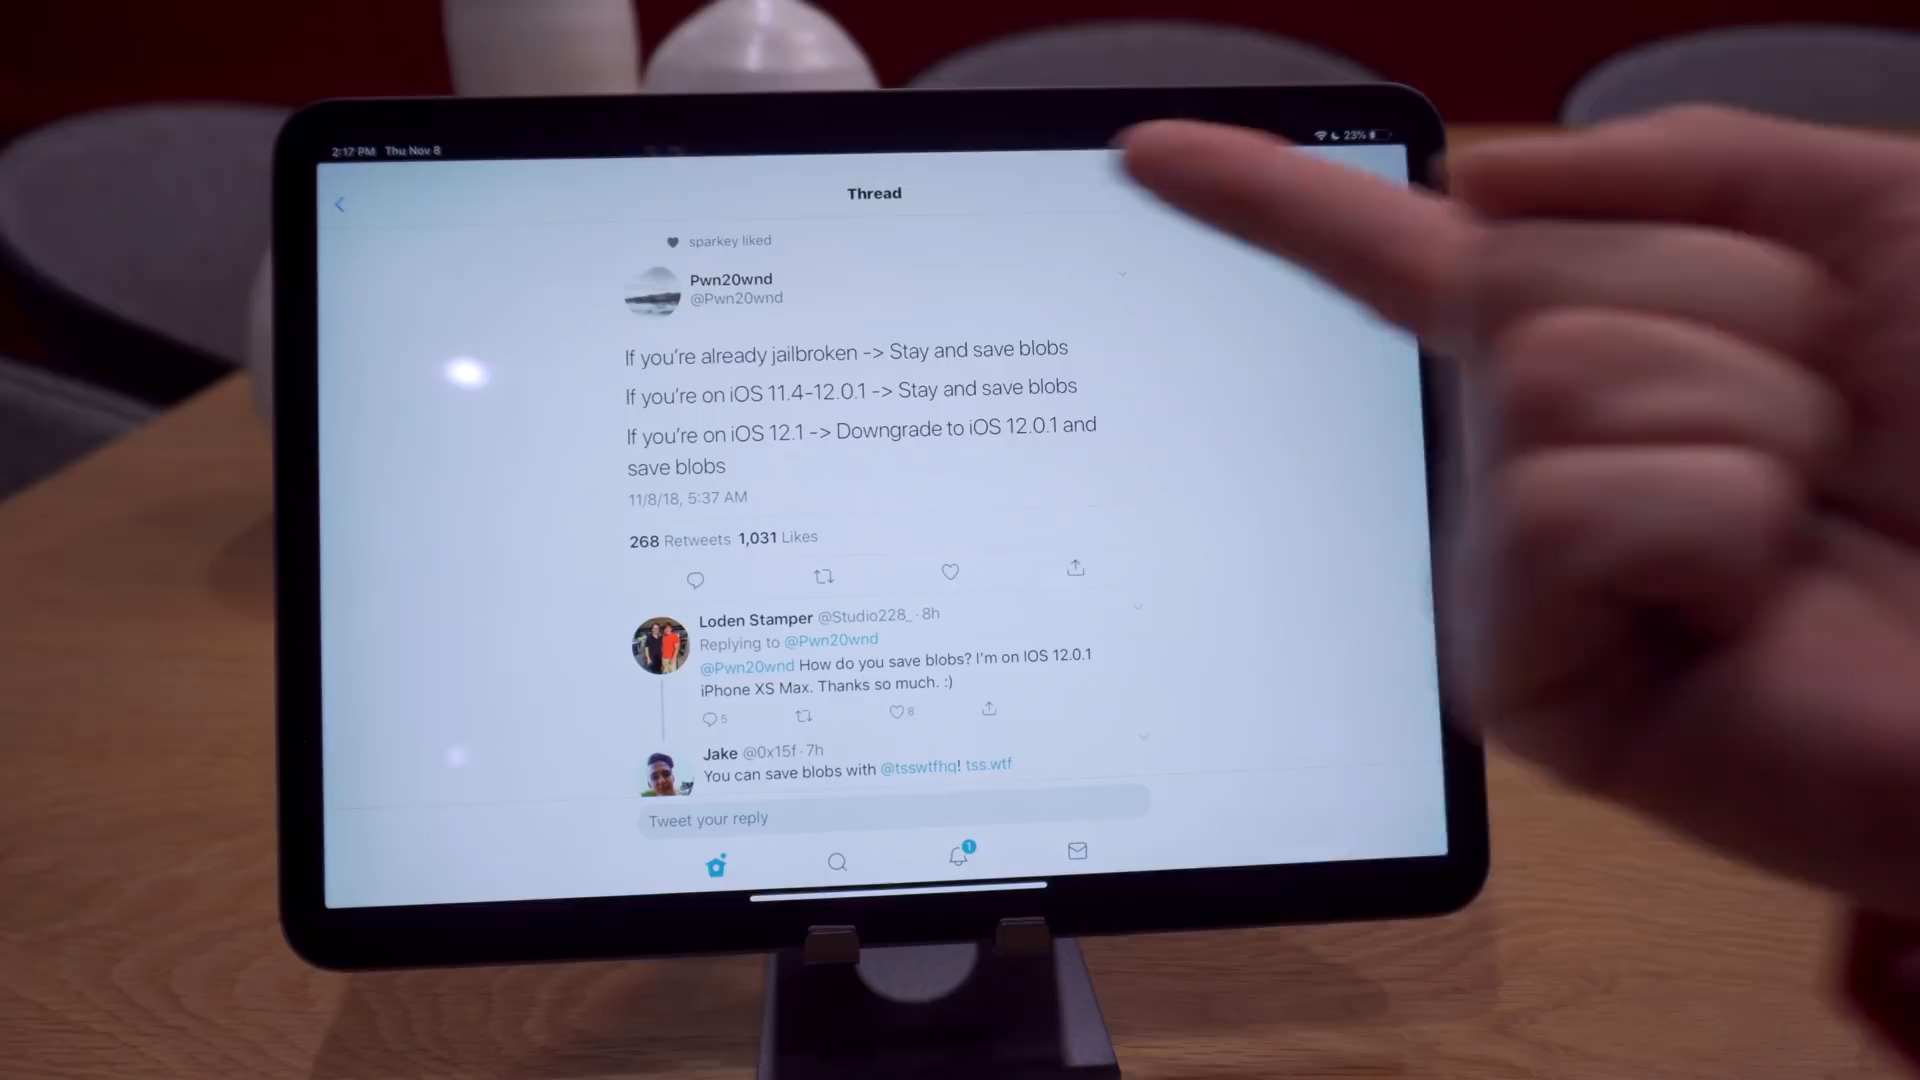 2:17 PM Thu Nov 8
23%
Thread
sparkey liked
Pwn20wnd
@Pwn20wnd
If you're already jailbroken -> Stay and save blobs
If you're on iOS 11.4-12.0.1 -> Stay and save blobs
If you're on iOS 12.1 -> Downgrade to iOS 12.0.1 and
save blobs
11/8/18, 5:37 AM
268 Retweets 1,031 Likes
Loden Stamper @Studio228_ · 8h
Replying to @Pwn20wnd
@Pwn20wnd How do you save blobs? I'm on IOS 12.0.1
iPhone XS Max. Thanks so much. :)
5 8
Jake @0x15f · 7h
You can save blobs with @tsswtfhq! tss.wtf
Tweet your reply
1